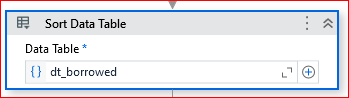 Sort Data Table
Data Table *
{} dt_borrowed